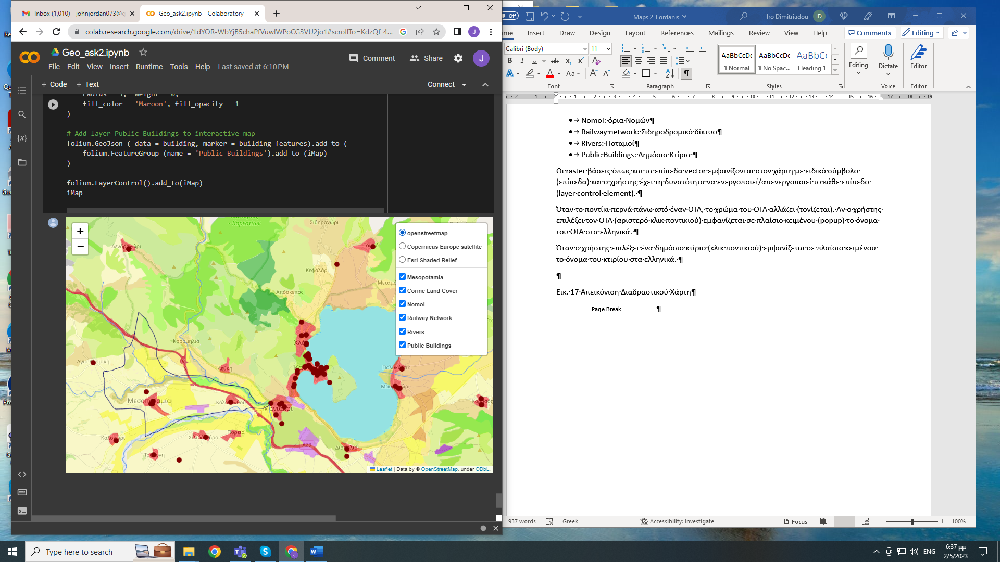 Inbox (1,010) - johnjordan073@g
Geo_ask2.ipynb - Colaboratory
colab.research.google.com/drive/1dYOR-WbYjB5chaPfVuwIWPoCG3VU2jo1#scrollTo=KdzQf_4...
Geo_ask2.ipynb
Comment
Share
File Edit View Insert Runtime Tools Help Last saved at 6:10 PM
+ Code + Text
Connect
fill_color = 'Maroon', fill_opacity = 1
)
# Add layer Public Buildings to interactive map
folium.GeoJson ( data = building, marker = building_features).add_to (
folium.FeatureGroup (name = 'Public Buildings').add_to (iMap)
)
folium.LayerControl().add_to(iMap)
iMap
+
−
openstreetmap
Copernicus Europe satellite
Esri Shaded Relief
Mesopotamia
Corine Land Cover
Nomoi
Railway Network
Rivers
Public Buildings
Κορεστίων
Σιδηροχώρι
Δενδροχώρι
Κεφαλάρι
Απόσκεπος
Κορομηλιά
Αγία Κυριακή
Λεύκη
Μεσοποταμία
Μανιάκοι
Καλοχώρι
Πορειά
A29
Leaflet | Data by © OpenStreetMap, under ODbL.
Off
Maps 2_IIordanis
Iro Dimitriadou
ID
Insert Draw Design Layout References Mailings Review View Help
Comments
Editing
Calibri (Body)
11
AaBbCcDc
AaBbCcDc
AaBbCc
¶ Normal
¶ No Spac...
Heading 1
Editing
Dictate
Editor
Font
Paragraph
Styles
Voice
Editor
Nomoi:·όρια·Νομών¶
Railway·network:·Σιδηροδρομικό·δίκτυο¶
Rivers:·Ποταμοί¶
Public·Buildings:·Δημόσια·Κτίρια·¶
Οι·raster·βάσεις·όπως·και·τα·επίπεδα·vector·εμφανίζονται·στον·χάρτη·με·ειδικό·σύμβολο·
(επίπεδα)·και·ο·χρήστης·έχει·τη·δυνατότητα·να·ενεργοποιεί/απενεργοποιεί·το·κάθε·επίπεδο·
(layer·control·element).·¶
Όταν·το·ποντίκι·περνά·πάνω·από·έναν·ΟΤΑ,·το·χρώμα·του·ΟΤΑ·αλλάζει·(τονίζεται).·Αν·ο·χρήστης·
επιλέξει·τον·ΟΤΑ·(αριστερό·κλικ·ποντικιού)·εμφανίζεται·σε·πλαίσιο·κειμένου·(popup)·το·όνομα·
του·ΟΤΑ·στα·ελληνικά.·¶
Όταν·ο·χρήστης·επιλέξει·ένα·δημόσιο·κτίριο·(κλικ·ποντικιού)·εμφανίζεται·σε·πλαίσιο·κειμένου·
το·όνομα·του·κτιρίου·στα·ελληνικά.·¶
¶
Εικ.·17·Απεικόνιση·Διαδραστικού·Χάρτη¶
Page Break¶
937 words
Greek
Accessibility: Investigate
Focus
100%
Type here to search
ENG
6:37 μμ
2/5/2023